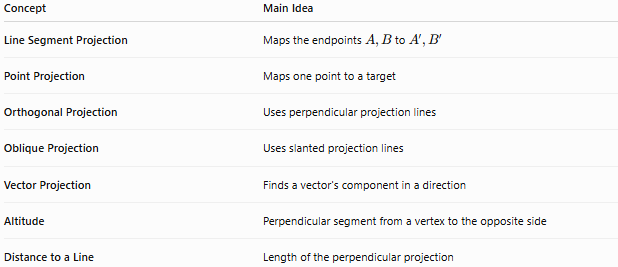 Concept Main Idea
Line Segment Projection Maps the endpoints A, B to A′, B′
Point Projection Maps one point to a target
Orthogonal Projection Uses perpendicular projection lines
Oblique Projection Uses slanted projection lines
Vector Projection Finds a vector's component in a direction
Altitude Perpendicular segment from a vertex to the opposite side
Distance to a Line Length of the perpendicular projection